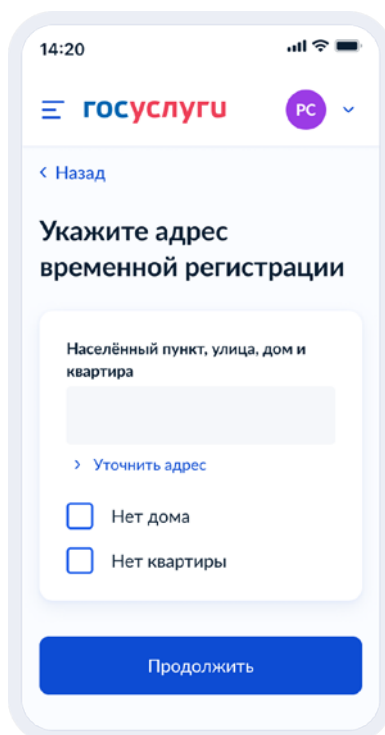 14:20
госуслуги
РС
Назад
Укажите адрес
временной регистрации
Населённый пункт, улица, дом и
квартира
Уточнить адрес
Нет дома
Нет квартиры
Продолжить